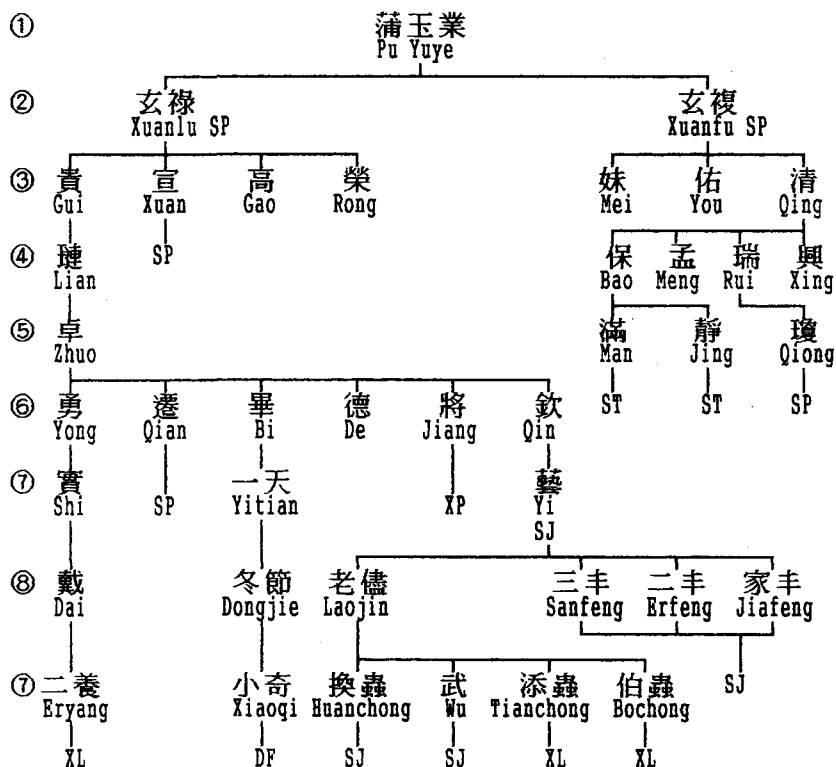 ① 蒲玉業
Pu Yuye
② 玄祿 玄複
Xuanlu SP Xuanfu SP
③ 貴 宣 高 榮 妹 佑 清
Gui Xuan Gao Rong Mei You Qing
④ 璉 SP 保 孟 瑞 興
Lian Bao Meng Rui Xing
⑤ 卓 滿 靜 瓊
Zhuo Man Jing Qiong
⑥ 勇 遷 畢 德 將 欽 ST ST SP
Yong Qian Bi De Jiang Qin
⑦ 實 SP 一天 XP 藝
Shi Yitian Yi
SJ
⑧ 戴 冬節 老儘 三丰 二丰 家丰
Dai Dongjie Laojin Sanfeng Erfeng Jiafeng
⑦ 二養 小奇 換蟲 武 添蟲 伯蟲 SJ
Eryang Xiaoqi Huanchong Wu Tianchong Bochong
XL DF SJ SJ XL XL